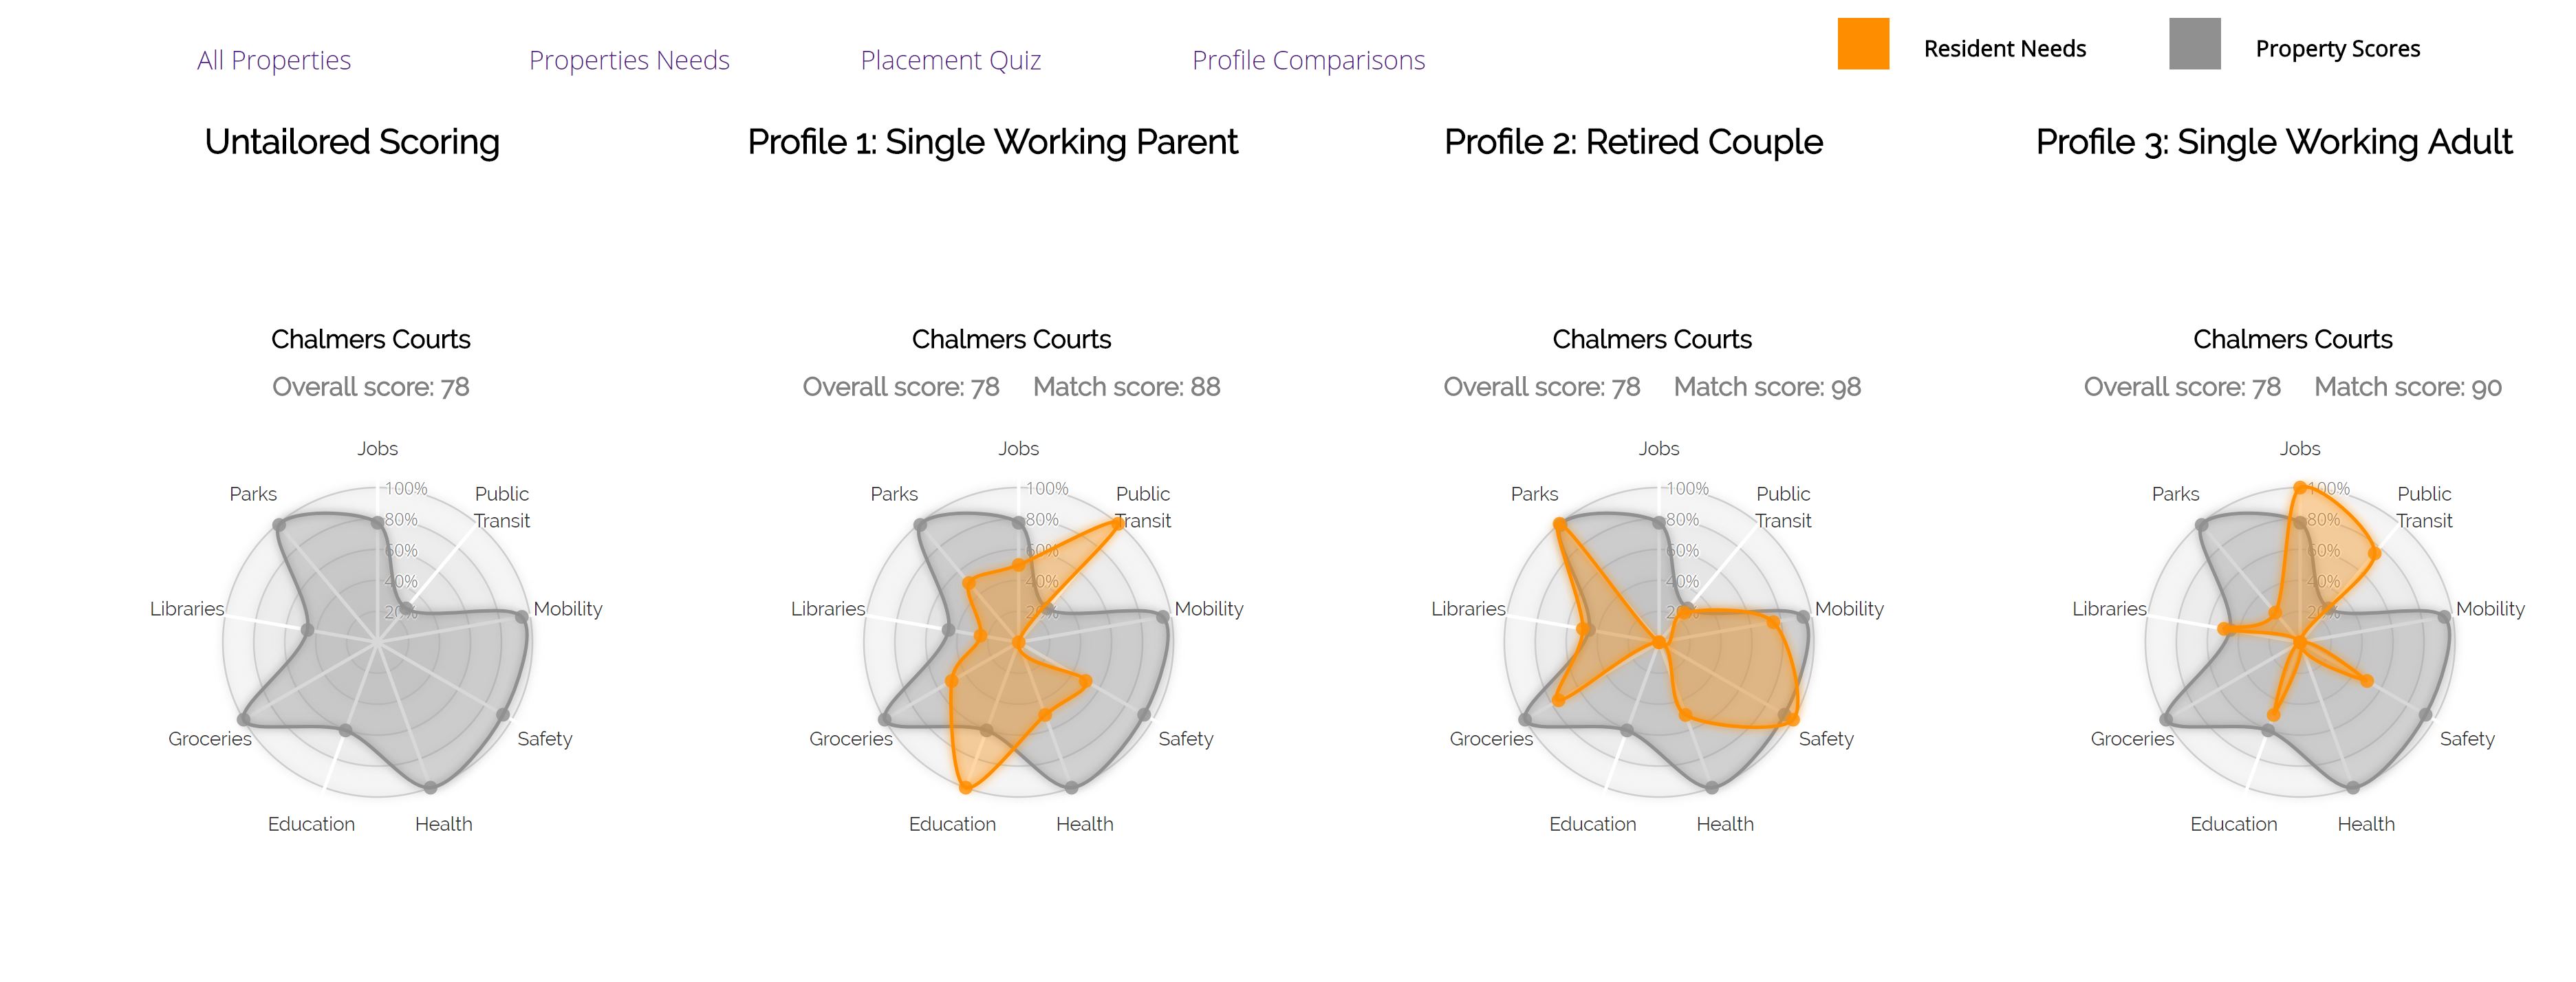 All Properties
Properties Needs
Placement Quiz
Profile Comparisons
Resident Needs
Property Scores
Untailored Scoring
Profile 1: Single Working Parent
Profile 2: Retired Couple
Profile 3: Single Working Adult
Chalmers Courts
Overall score: 78
Jobs
Public
Transit
Mobility
Safety
Health
Education
Groceries
Libraries
Parks
100%
80%
60%
40%
20%
Chalmers Courts
Overall score: 78 Match score: 88
Jobs
Public
Transit
Mobility
Safety
Health
Education
Groceries
Libraries
Parks
100%
80%
60%
40%
20%
Chalmers Courts
Overall score: 78 Match score: 98
Jobs
Public
Transit
Mobility
Safety
Health
Education
Groceries
Libraries
Parks
100%
80%
60%
40%
20%
Chalmers Courts
Overall score: 78 Match score: 90
Jobs
Public
Transit
Mobility
Safety
Health
Education
Groceries
Libraries
Parks
100%
80%
60%
40%
20%